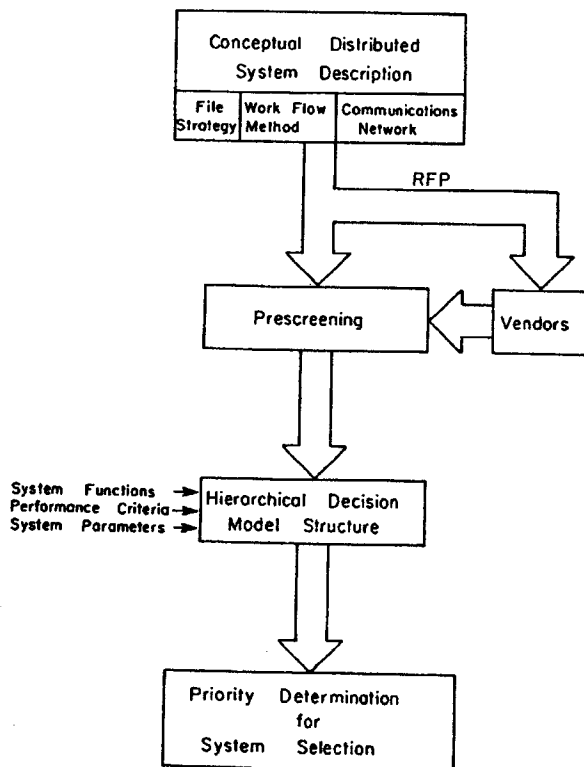 Conceptual Distributed
System Description
File
Strategy
Work Flow
Method
Communications
Network
RFP
Prescreening
Vendors
System Functions
Performance Criteria
System Parameters
Hierarchical Decision
Model Structure
Priority Determination
for
System Selection